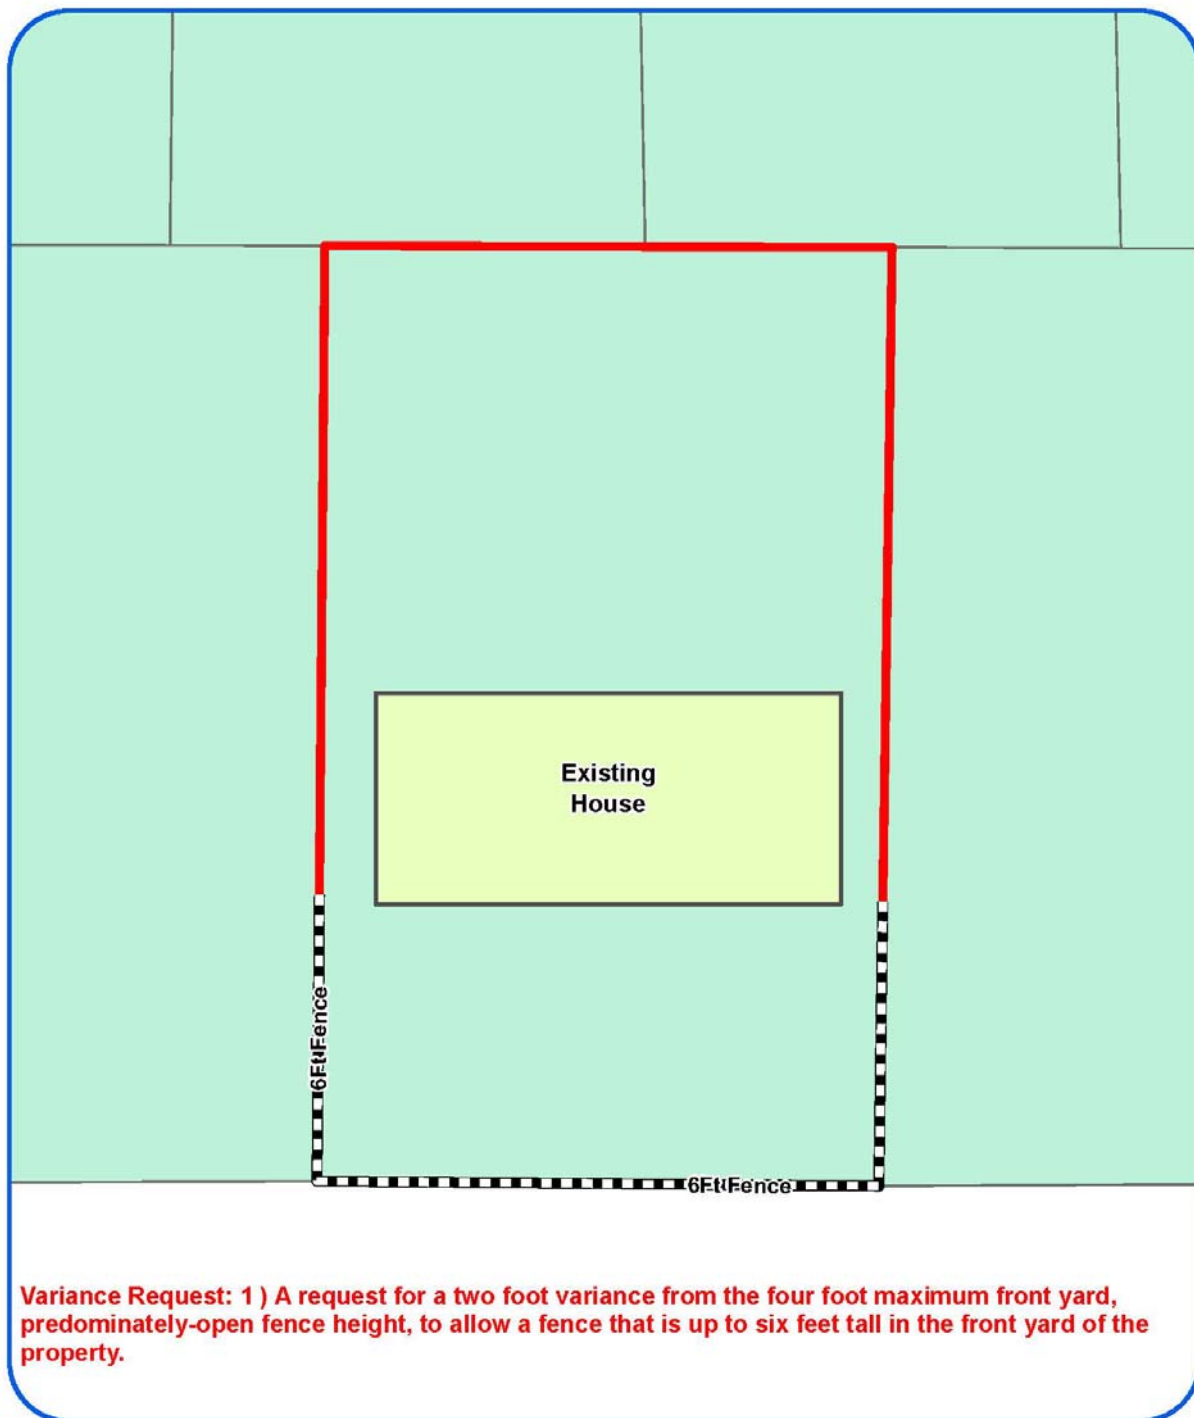 Existing
House
6Ft Fence
6Ft Fence
Variance Request: 1 ) A request for a two foot variance from the four foot maximum front yard,
predominately-open fence height, to allow a fence that is up to six feet tall in the front yard of the
property.